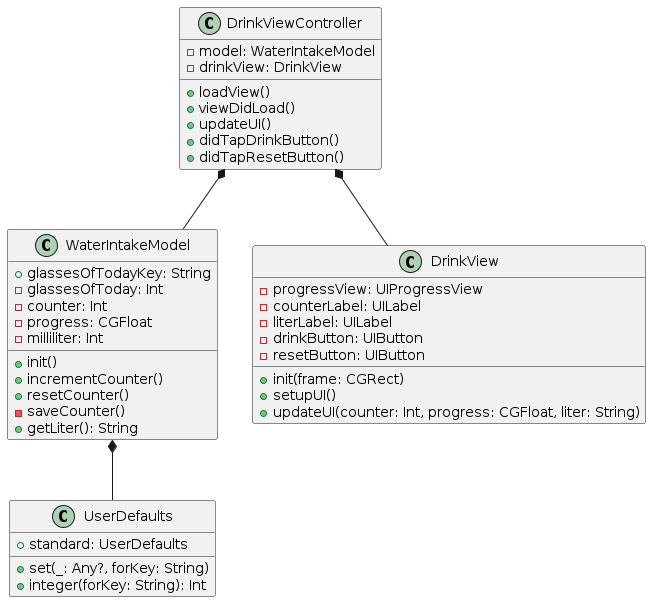 C DrinkViewController
model: WaterIntakeModel
drinkView: DrinkView
loadView()
viewDidLoad()
updateUI()
didTapDrinkButton()
didTapResetButton()
C WaterIntakeModel
glassesOfTodayKey: String
glassesOfToday: Int
counter: Int
progress: CGFloat
milliliter: Int
init()
incrementCounter()
resetCounter()
saveCounter()
getLiter(): String
C DrinkView
progressView: UIProgressView
counterLabel: UILabel
literLabel: UILabel
drinkButton: UIButton
resetButton: UIButton
init(frame: CGRect)
setupUI()
updateUI(counter: Int, progress: CGFloat, liter: String)
C UserDefaults
standard: UserDefaults
set(_: Any?, forKey: String)
integer(forKey: String): Int